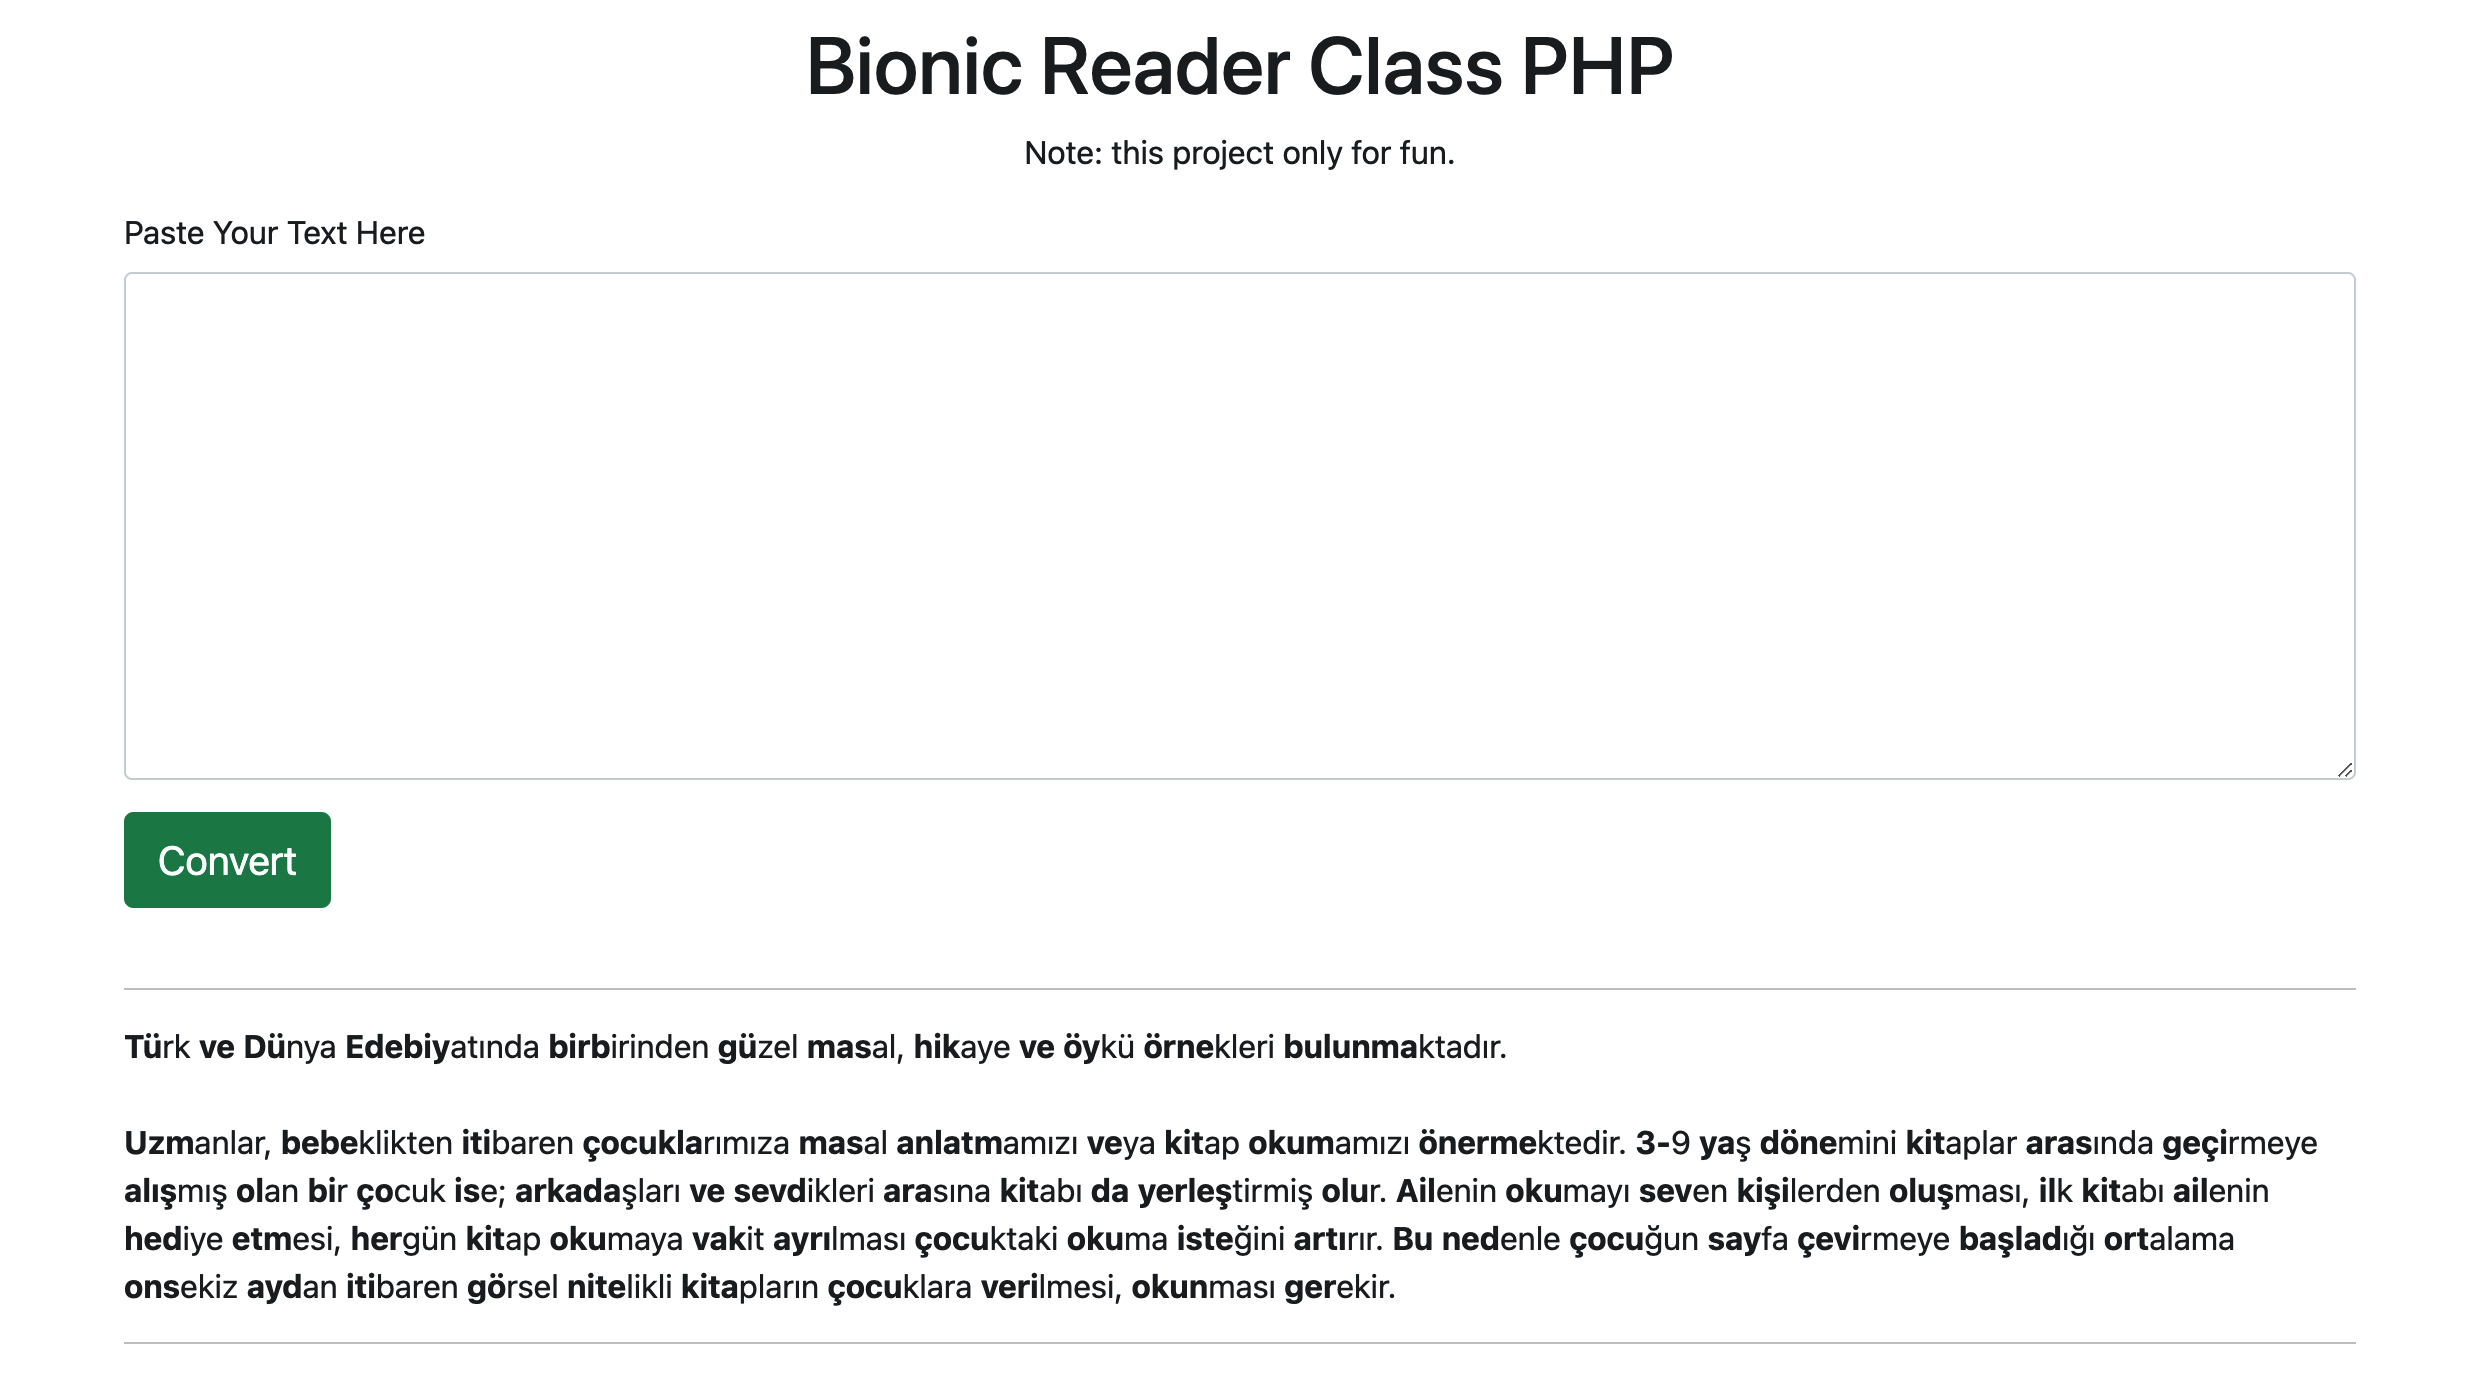 Bionic Reader Class PHP
Note: this project only for fun.
Paste Your Text Here
Convert
Türk ve Dünya Edebiyatında birbirinden güzel masal, hikaye ve öykü örnekleri bulunmaktadır.
Uzmanlar, bebeklikten itibaren çocuklarımıza masal anlatmamızı veya kitap okumamızı önermektedir. 3-9 yaş dönemini kitaplar arasında geçirmeye
alışmış olan bir çocuk ise; arkadaşları ve sevdikleri arasına kitabı da yerleştirmiş olur. Ailenin okumayı seven kişilerden oluşması, ilk kitabı ailenin
hediye etmesi, hergün kitap okumaya vakit ayrılması çocuktaki okuma isteğini artırır. Bu nedenle çocuğun sayfa çevirmeye başladığı ortalama
onsekiz aydan itibaren görsel nitelikli kitapların çocuklara verilmesi, okunması gerekir.